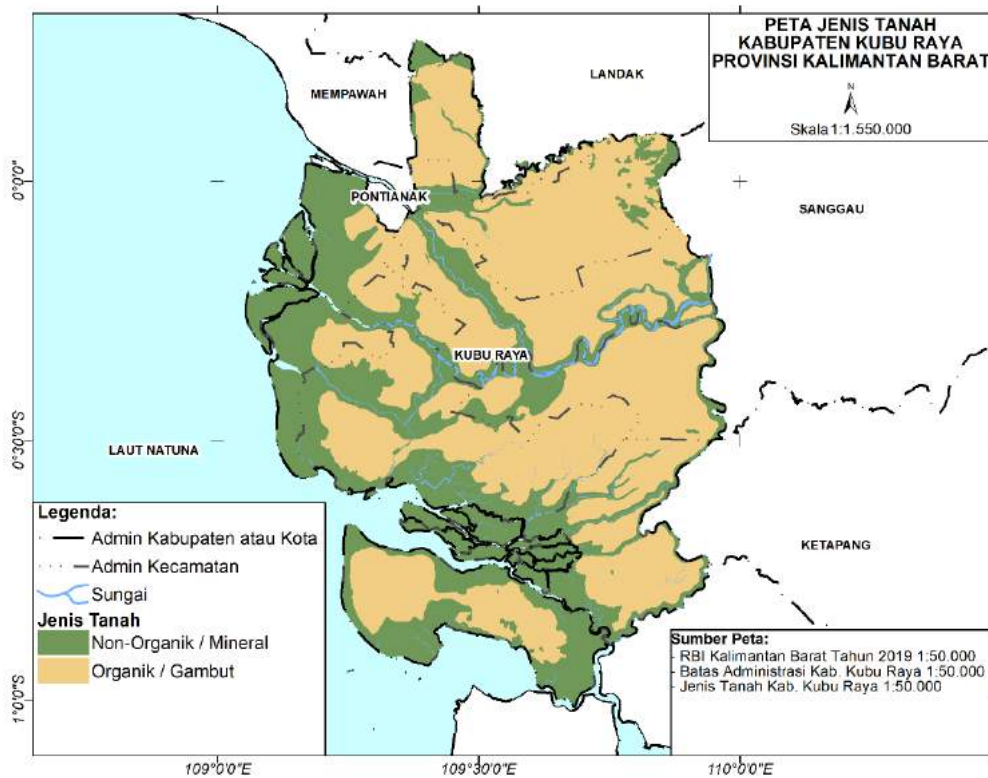 PETA JENIS TANAH
KABUPATEN KUBU RAYA
PROVINSI KALIMANTAN BARAT
N
Skala 1:1.550.000
LANDAK
MEMPAWAH
PONTIANAK
SANGGAU
KUBU RAYA
LAUT NATUNA
KETAPANG
0°0'0"
0°30'0"S
1°0'0"S
Legenda:
Admin Kabupaten atau Kota
Admin Kecamatan
Sungai
Jenis Tanah
Non-Organik / Mineral
Organik / Gambut
Sumber Peta:
- RBI Kalimantan Barat Tahun 2019 1:50.000
- Batas Administrasi Kab. Kubu Raya 1:50.000
- Jenis Tanah Kab. Kubu Raya 1:50.000
109°0'0"E
109°30'0"E
110°0'0"E